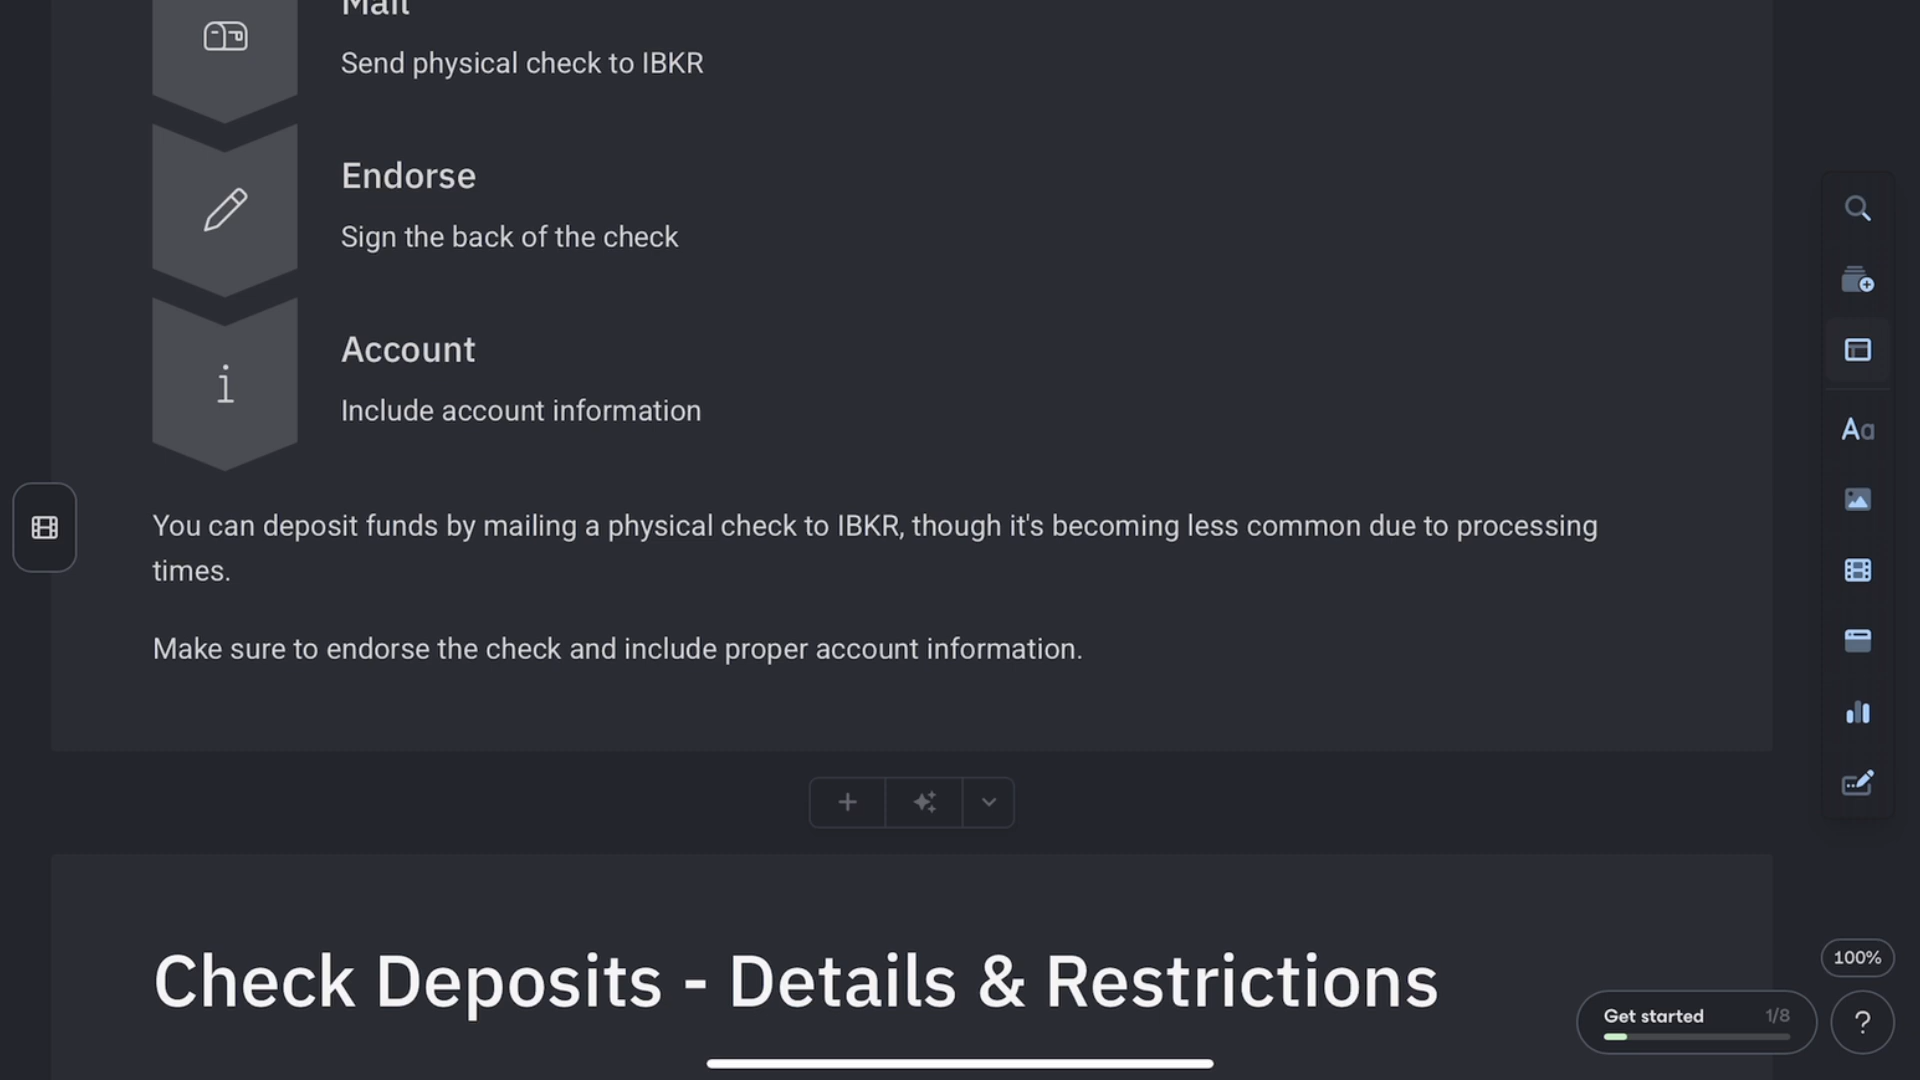 Mail
Send physical check to IBKR
Endorse
Sign the back of the check
i
Account
Include account information
You can deposit funds by mailing a physical check to IBKR, though it's becoming less common due to processing
times.
Make sure to endorse the check and include proper account information.
Aa
Check Deposits - Details & Restrictions
100%
Get started 1/8
?